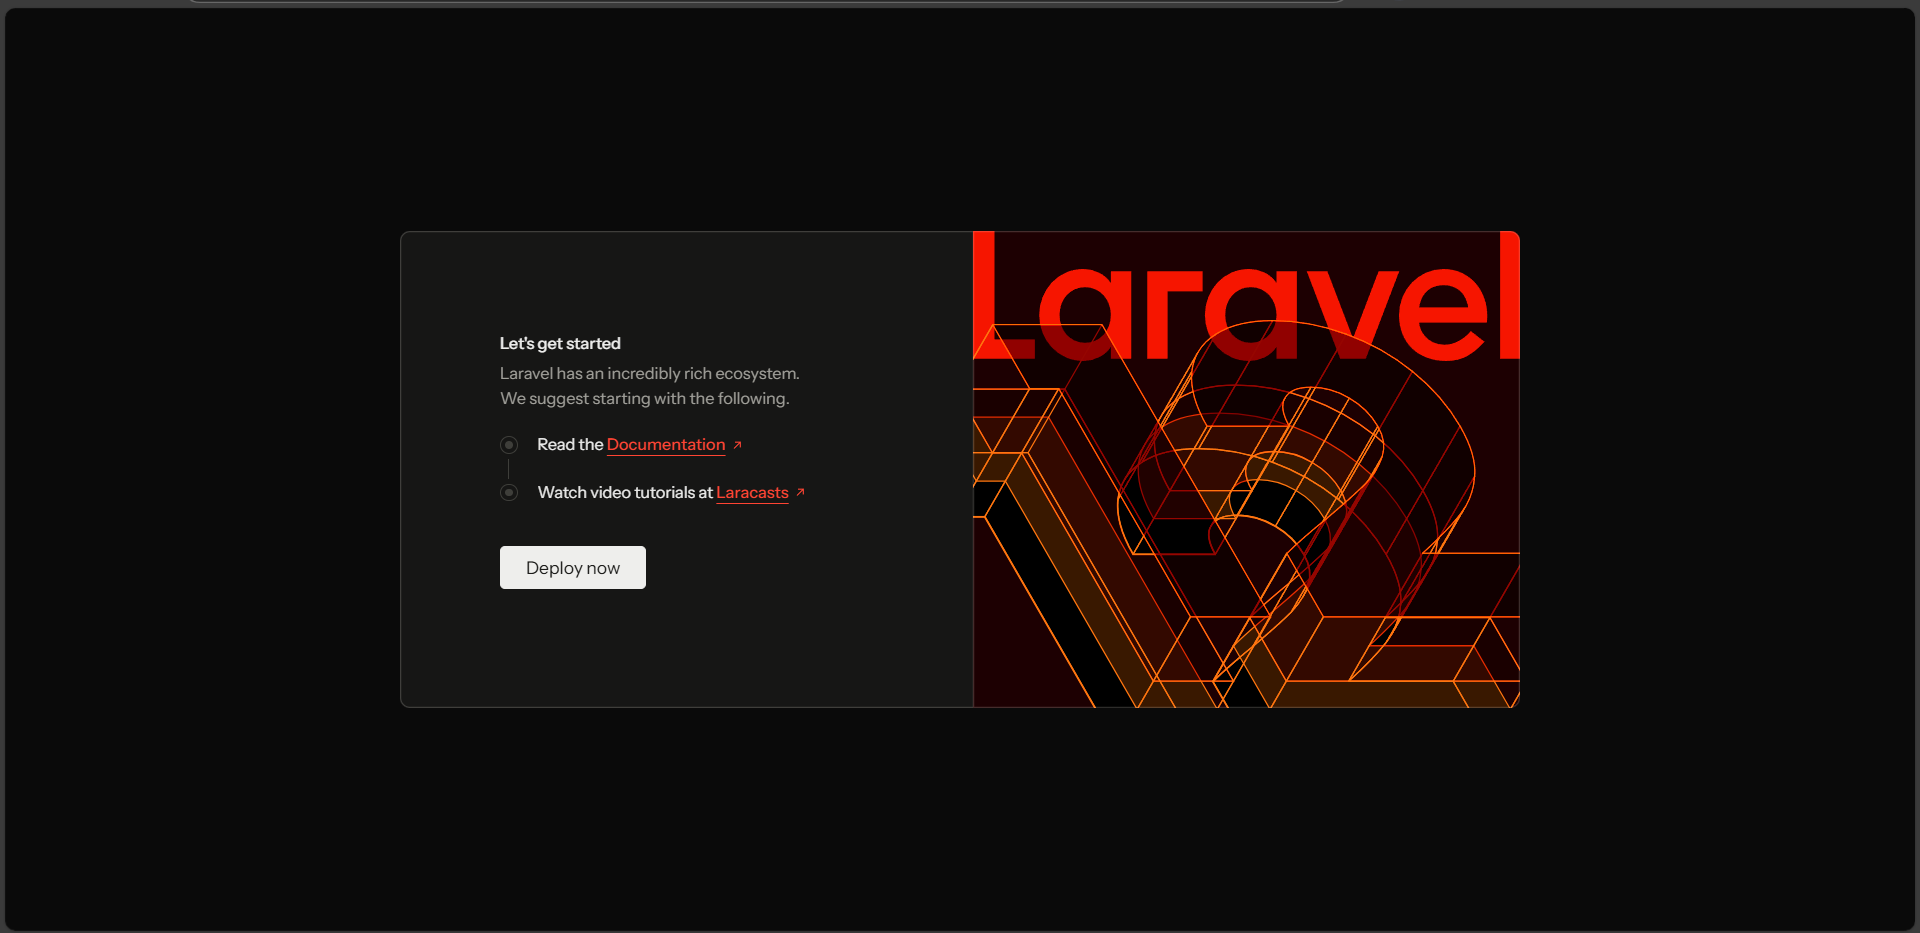 Laravel
Let's get started
Laravel has an incredibly rich ecosystem.
We suggest starting with the following.
Read the Documentation
Watch video tutorials at Laracasts
Deploy now